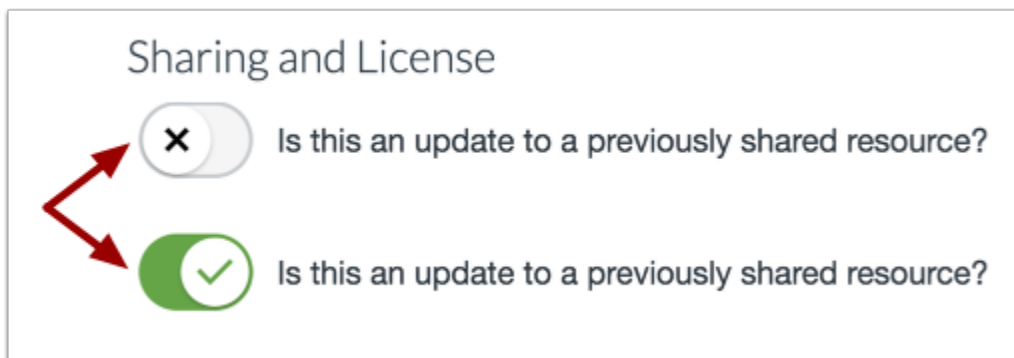 Sharing and License
Is this an update to a previously shared resource?
Is this an update to a previously shared resource?